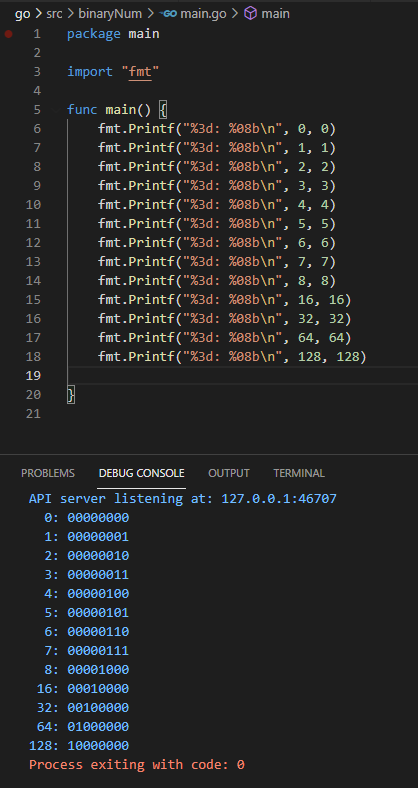 go > src > binaryNum > main.go > main
1 package main
2
3 import "fmt"
4
5 func main() {
6     fmt.Printf("%3d: %08b\n", 0, 0)
7     fmt.Printf("%3d: %08b\n", 1, 1)
8     fmt.Printf("%3d: %08b\n", 2, 2)
9     fmt.Printf("%3d: %08b\n", 3, 3)
10     fmt.Printf("%3d: %08b\n", 4, 4)
11     fmt.Printf("%3d: %08b\n", 5, 5)
12     fmt.Printf("%3d: %08b\n", 6, 6)
13     fmt.Printf("%3d: %08b\n", 7, 7)
14     fmt.Printf("%3d: %08b\n", 8, 8)
15     fmt.Printf("%3d: %08b\n", 16, 16)
16     fmt.Printf("%3d: %08b\n", 32, 32)
17     fmt.Printf("%3d: %08b\n", 64, 64)
18     fmt.Printf("%3d: %08b\n", 128, 128)
19
20 }
21
PROBLEMS DEBUG CONSOLE OUTPUT TERMINAL
API server listening at: 127.0.0.1:46707
  0: 00000000
  1: 00000001
  2: 00000010
  3: 00000011
  4: 00000100
  5: 00000101
  6: 00000110
  7: 00000111
  8: 00001000
 16: 00010000
 32: 00100000
 64: 01000000
128: 10000000
Process exiting with code: 0